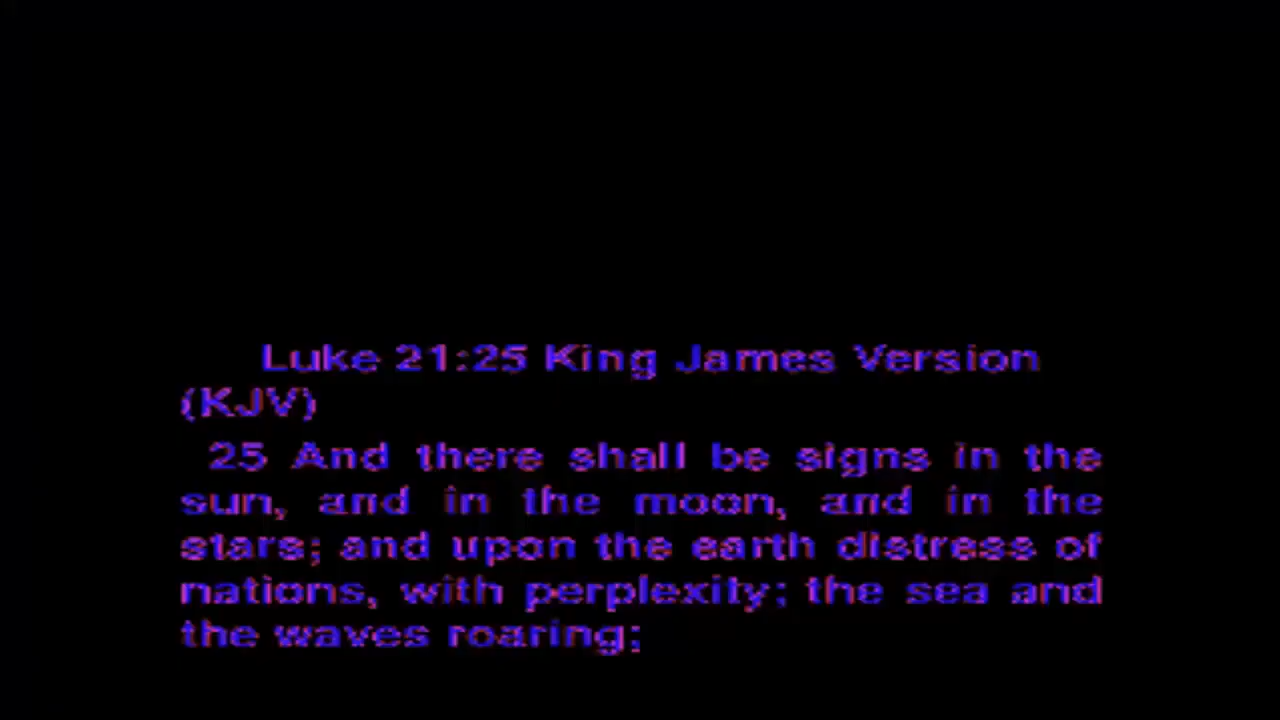 Luke 21:25 King James Version
(KJV)
25 And there shall be signs in the
sun, and in the moon, and in the
stars; and upon the earth distress of
nations, with perplexity; the sea and
the waves roaring;